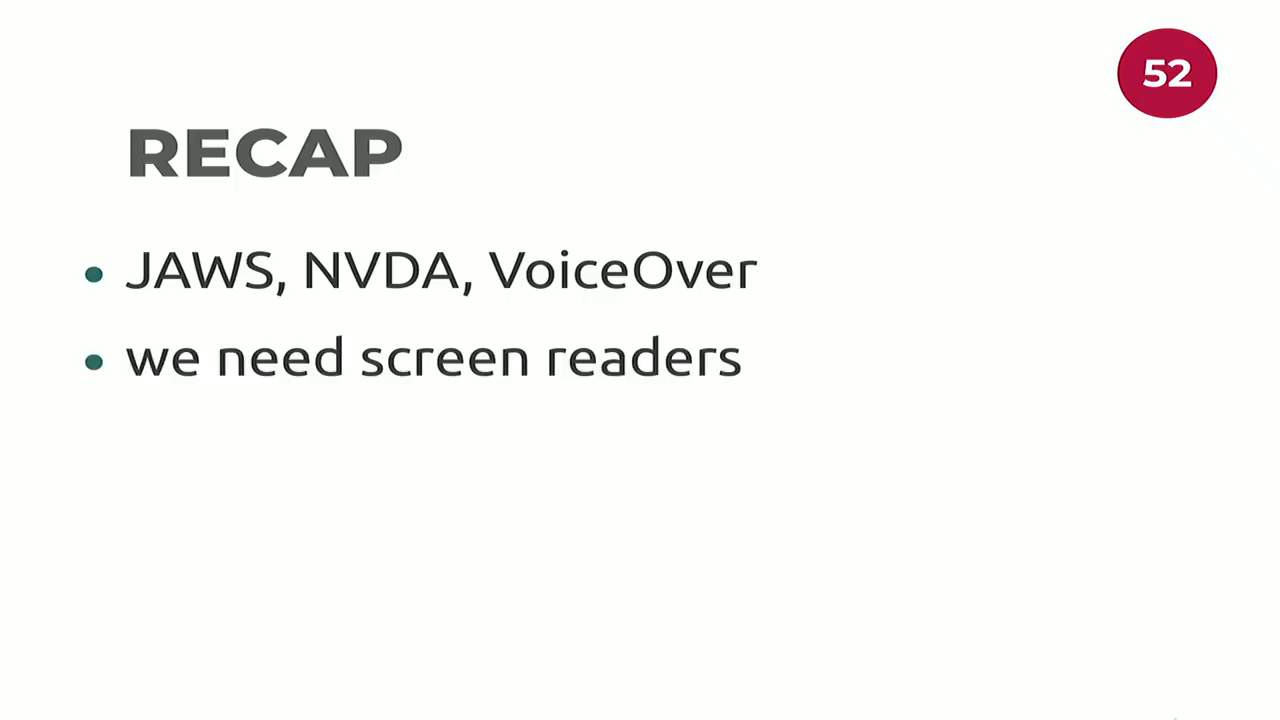 52
RECAP
• JAWS, NVDA, VoiceOver
• we need screen readers